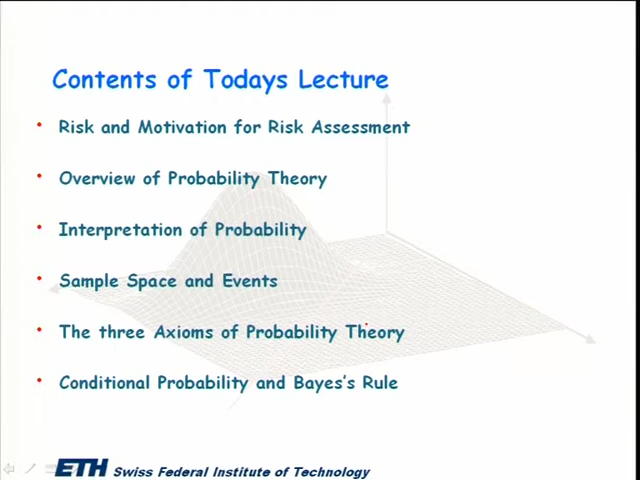 Contents of Todays Lecture
• Risk and Motivation for Risk Assessment
• Overview of Probability Theory
• Interpretation of Probability
• Sample Space and Events
• The three Axioms of Probability Theory
• Conditional Probability and Bayes's Rule
ETH Swiss Federal Institute of Technology